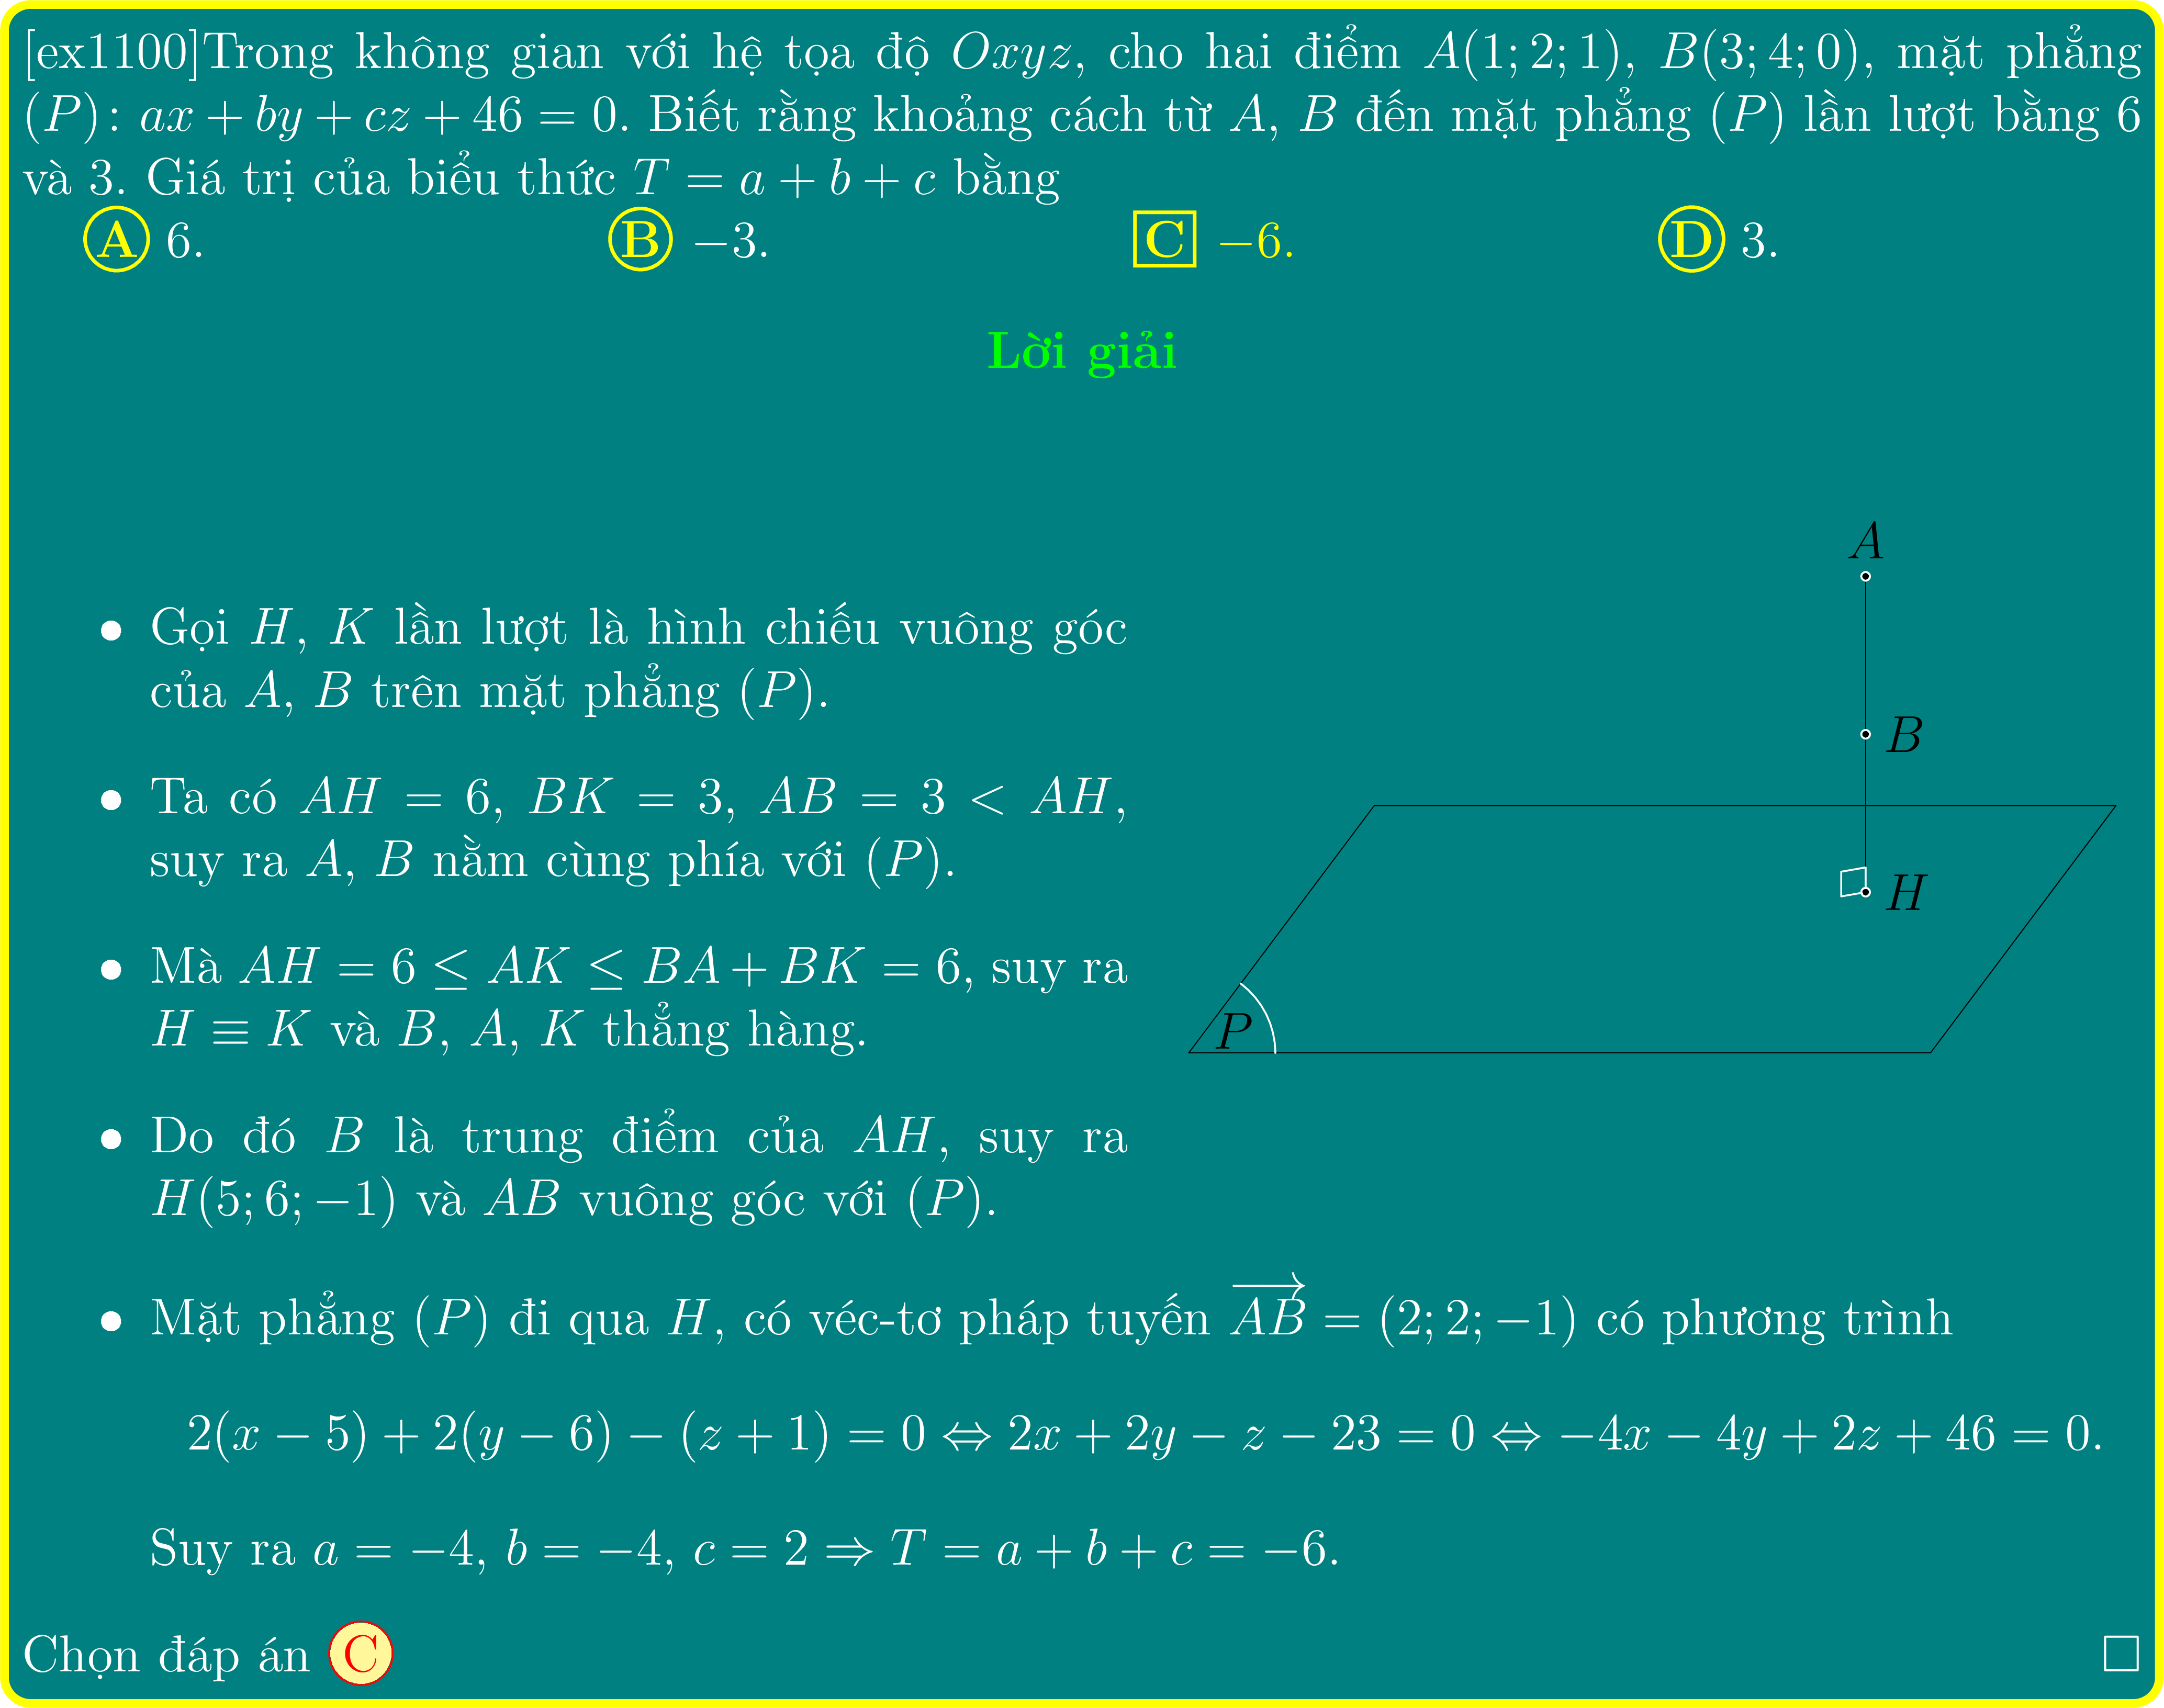 [ex1100]Trong không gian với hệ tọa độ Oxyz, cho hai điểm A(1; 2; 1), B(3; 4; 0), mặt phẳng
(P): ax + by + cz + 46 = 0. Biết rằng khoảng cách từ A, B đến mặt phẳng (P) lần lượt bằng 6
và 3. Giá trị của biểu thức T = a + b + c bằng
A 6. B −3. C −6. D 3.
Lời giải
A
B
H
P
• Gọi H, K lần lượt là hình chiếu vuông góc
của A, B trên mặt phẳng (P).
• Ta có AH = 6, BK = 3, AB = 3 < AH,
suy ra A, B nằm cùng phía với (P).
• Mà AH = 6 ≤ AK ≤ BA + BK = 6, suy ra
H ≡ K và B, A, K thẳng hàng.
• Do đó B là trung điểm của AH, suy ra
H(5; 6; −1) và AB vuông góc với (P).
• Mặt phẳng (P) đi qua H, có véc-tơ pháp tuyến \overrightarrow{AB} = (2; 2; −1) có phương trình
2(x − 5) + 2(y − 6) − (z + 1) = 0 ⇔ 2x + 2y − z − 23 = 0 ⇔ −4x − 4y + 2z + 46 = 0.
Suy ra a = −4, b = −4, c = 2 ⇒ T = a + b + c = −6.
Chọn đáp án C □